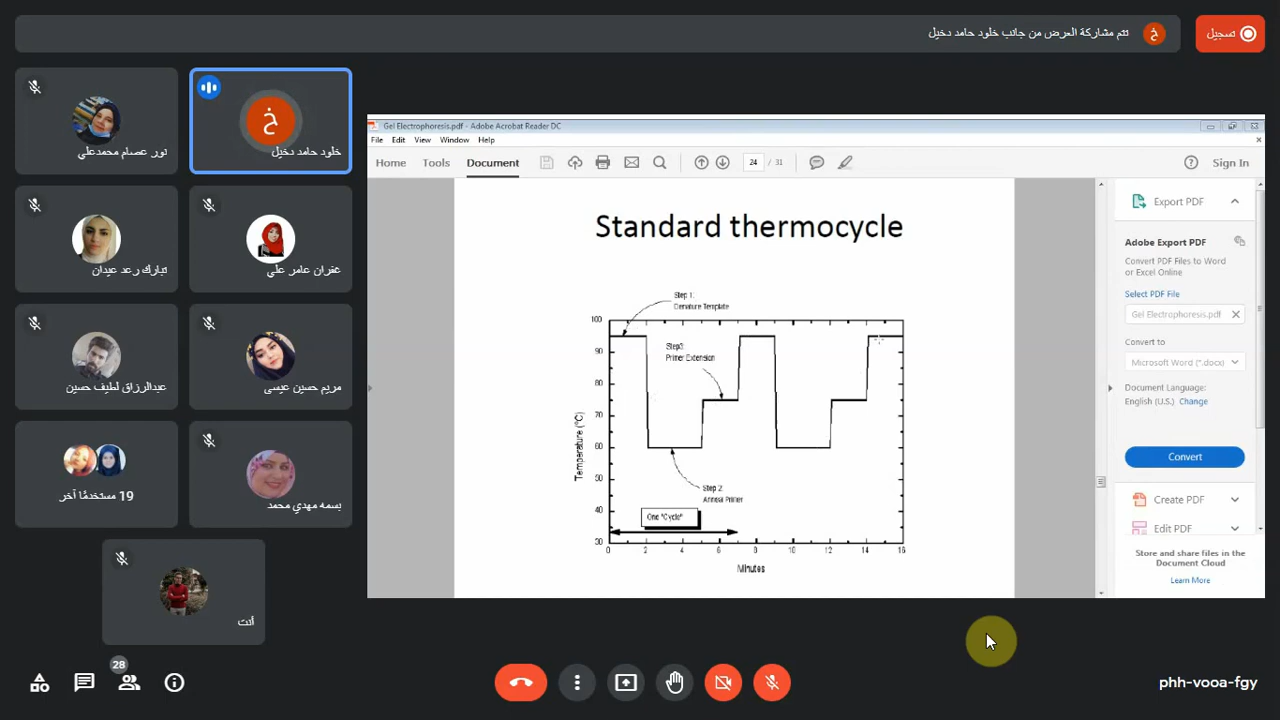 تتم مشاركة العرض من جانب خلود حامد دخيل
خ
تسجيل
نور عصام محمدعلي
خ
خلود حامد دخيل
تبارك رعد عيدان
غفران عامر علي
عبدالرزاق لطيف حسين
مريم حسين عيسى
19 مستخدمًا آخر
بسمه مهدي محمد
أنت
Gel Electrophoresis.pdf - Adobe Acrobat Reader DC
File Edit View Window Help
Home Tools Document 24 / 31 Sign In
Standard thermocycle
Step 1:
Denature Template
Step3:
Primer Extension
Step 2:
Anneal Primer
One "Cycle"
Temperature (°C)
100
90
80
70
60
50
40
30
0 2 4 6 8 10 12 14 16
Minutes
Export PDF
Adobe Export PDF
Convert PDF Files to Word
or Excel Online
Select PDF File
Gel Electrophoresis.pdf
Convert to
Microsoft Word (*.docx)
Document Language:
English (U.S.) Change
Convert
Create PDF
Edit PDF
Store and share files in the
Document Cloud
Learn More
28
phh-vooa-fgy